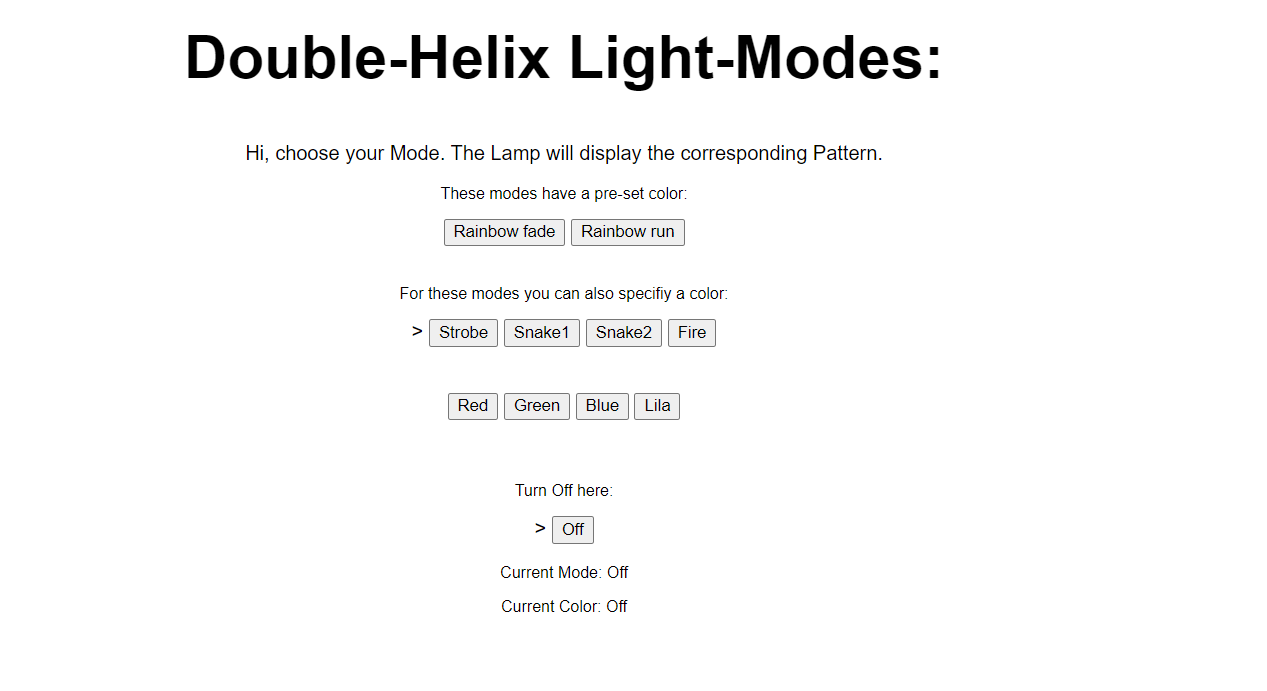 Double-Helix Light-Modes:
Hi, choose your Mode. The Lamp will display the corresponding Pattern.
These modes have a pre-set color:
Rainbow fade Rainbow run
For these modes you can also specifiy a color:
> Strobe Snake1 Snake2 Fire
Red Green Blue Lila
Turn Off here:
> Off
Current Mode: Off
Current Color: Off